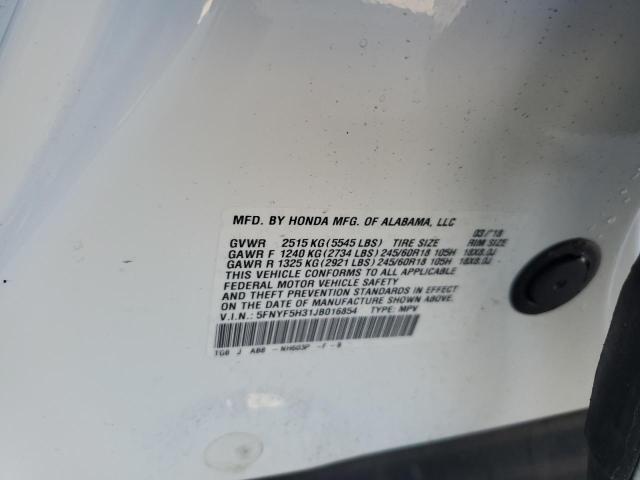 MFD. BY HONDA MFG. OF ALABAMA, LLC 03/'18
GVWR 2515 KG (5545 LBS) TIRE SIZE RIM SIZE
GAWR F 1240 KG (2734 LBS) 245/60R18 105H 18X8.0J
GAWR R 1325 KG (2921 LBS) 245/60R18 105H 18X8.0J
THIS VEHICLE CONFORMS TO ALL APPLICABLE
FEDERAL MOTOR VEHICLE SAFETY
AND THEFT PREVENTION STANDARDS IN EFFECT
ON THE DATE OF MANUFACTURE SHOWN ABOVE.
V.I.N.: 5FNYF5H31JB016854 TYPE: MPV
TG8 J AB8 - NH603P - F - B